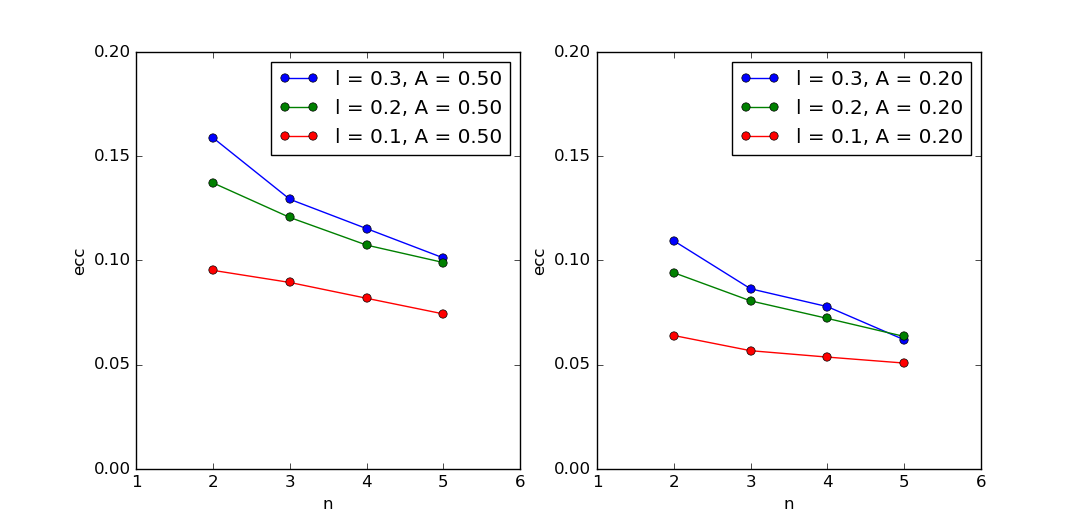 0.20
0.15
0.10
0.05
0.00
ecc
1 2 3 4 5 6
n
l = 0.3, A = 0.50
l = 0.2, A = 0.50
l = 0.1, A = 0.50
0.20
0.15
0.10
0.05
0.00
ecc
1 2 3 4 5 6
n
l = 0.3, A = 0.20
l = 0.2, A = 0.20
l = 0.1, A = 0.20